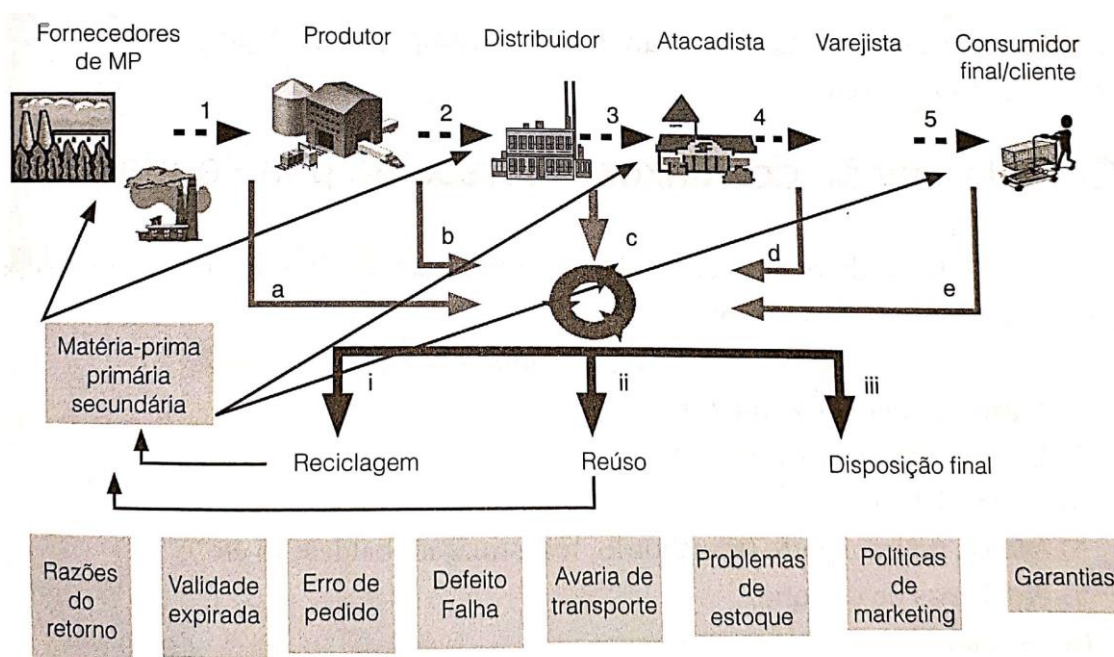 Fornecedores
de MP
Produtor
Distribuidor
Atacadista
Varejista
Consumidor
final/cliente
1
2
3
4
5
a
b
c
d
e
Matéria-prima
primária
secundária
i
ii
iii
Reciclagem
Reúso
Disposição final
Razões
do
retorno
Validade
expirada
Erro de
pedido
Defeito
Falha
Avaria de
transporte
Problemas
de
estoque
Políticas
de
marketing
Garantias